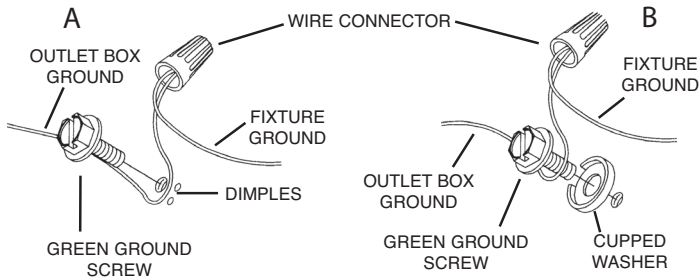 A
WIRE CONNECTOR
B
OUTLET BOX
GROUND
FIXTURE
GROUND
DIMPLES
GREEN GROUND
SCREW
FIXTURE
GROUND
OUTLET BOX
GROUND
GREEN GROUND
SCREW
CUPPED
WASHER